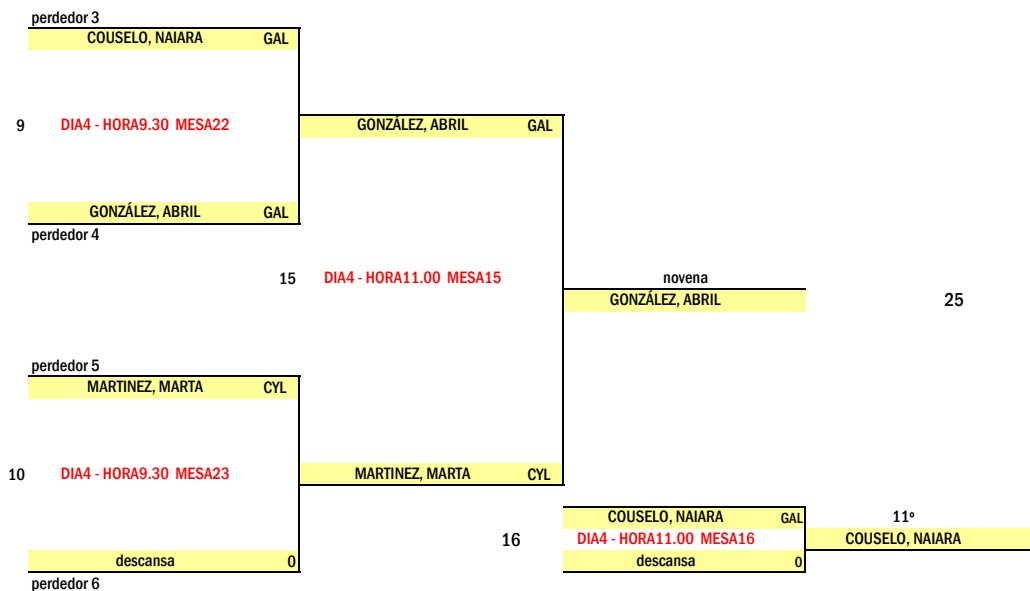 perdedor 3
COUSELO, NAIARA GAL
9 DIA4 - HORA9.30 MESA22
GONZÁLEZ, ABRIL GAL
GONZÁLEZ, ABRIL GAL
perdedor 4
15 DIA4 - HORA11.00 MESA15
novena
GONZÁLEZ, ABRIL
25
perdedor 5
MARTINEZ, MARTA CYL
10 DIA4 - HORA9.30 MESA23
MARTINEZ, MARTA CYL
COUSELO, NAIARA GAL
11º
16 DIA4 - HORA11.00 MESA16
COUSELO, NAIARA
descansa 0
descansa 0
perdedor 6